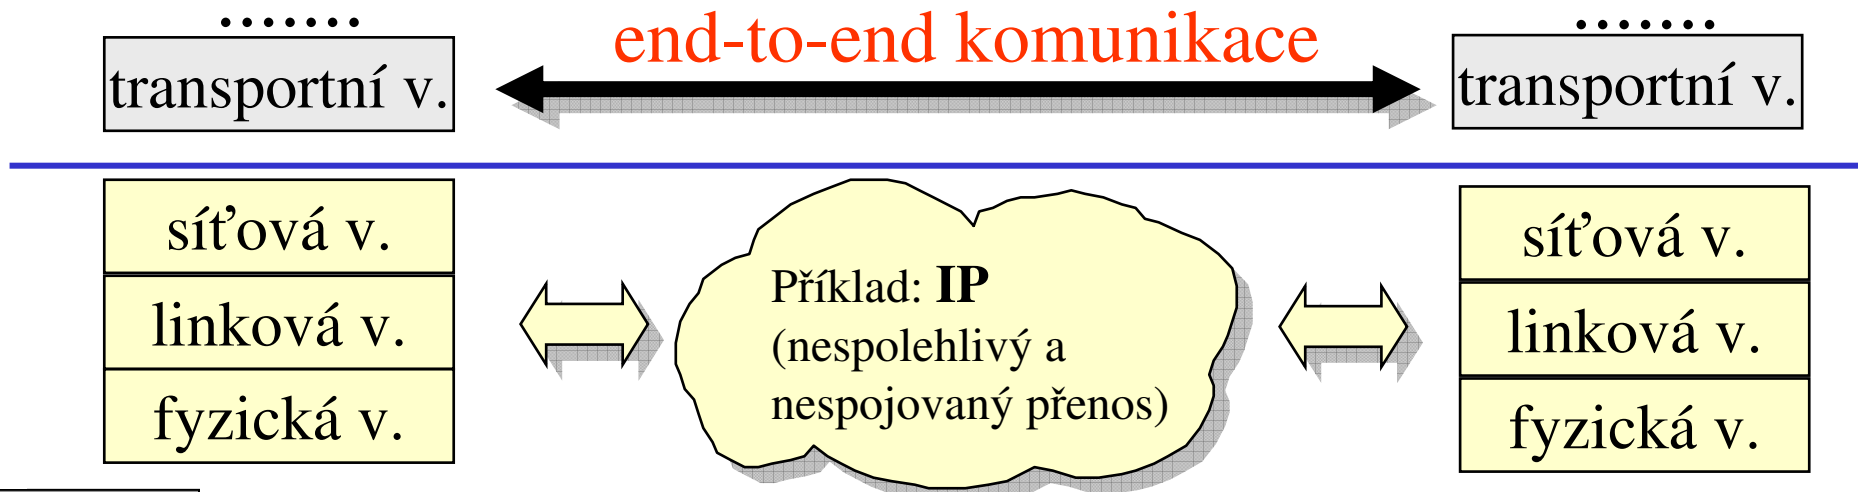 .......
end-to-end komunikace
.......
transportní v.
transportní v.
síťová v.
linková v.
fyzická v.
Příklad: IP
(nespolehlivý a
nespojovaný přenos)
síťová v.
linková v.
fyzická v.